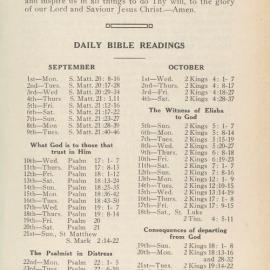 and inspire us in all things to do Thy will, to the glory
of our Lord and Saviour Jesus Christ.—Amen.
DAILY BIBLE READINGS
SEPTEMBER
1st—Mon. S. Matt. 20: 8-16
2nd—Tues. S. Matt. 20:17-28
3rd—Wed. S. Matt. 20:29-34
4th—Thurs. S. Matt. 21: 1-11
5th—Fri. S. Matt. 21:12-16
6th—Sat. S. Matt. 21:17-22
7th—Sun. S. Matt. 21:23-27
8th—Mon. S. Matt. 21:28-39
9th—Tues. S. Matt. 21:40-46
What God is to those that
trust in Him
10th—Wed. Psalm 17: 1- 7
11th—Thurs. Psalm 17: 8-15
12th—Fri. Psalm 18: 1-12
13th—Sat. Psalm 18:13-24
14th—Sun. Psalm 18:25-35
15th—Mon. Psalm 18:36-42
16th—Tues. Psalm 18:43-50
17th—Wed. Psalm 19: 1- 7
18th—Thurs. Psalm 19: 8-14
19th—Fri. Psalm 20
20th—Sat. Psalm 21
21st—Sun., St Matthew
S. Mark 2:14-22
The Psalmist in Distress
22nd—Mon. Psalm 22: 1- 5
23rd—Tues. Psalm 22:
OCTOBER
1st—Wed. 2 Kings 4: 1- 7
2nd—Thurs. 2 Kings 4: 8-17
3rd—Fri. 2 Kings 4:18-27
4th—Sat. 2 Kings 4:28-37
The Witness of Elisha
to God
5th—Sun. 2 Kings 5: 1- 7
6th—Mon. 2 Kings 5: 8-14
7th—Tues. 2 Kings 5:15-19
8th—Wed. 2 Kings 5:20-27
9th—Thurs. 2 Kings 6: 8-18
10th—Fri. 2 Kings 6:19-23
11th—Sat. 2 Kings 7: 1- 7
12th—Sun. 2 Kings 7: 8-11
13th—Mon. 2 Kings 9: 1- 6
14th—Tues. 2 Kings 12:10-15
15th—Wed. 2 Kings 13:14-19
16th—Thurs. 2 Kings 17: 1- 6
17th—Fri. 2 Kings 17:
18th—Sat., St. Luke
2 Tim. 4: 5-11
Consequences of departing
from God
19th—Sun. 2 Kings 18: 1- 8
20th—Mon. 2 Kings 18:13-16
and 28-32
21st—Tues. 2 Kings 19:14-22